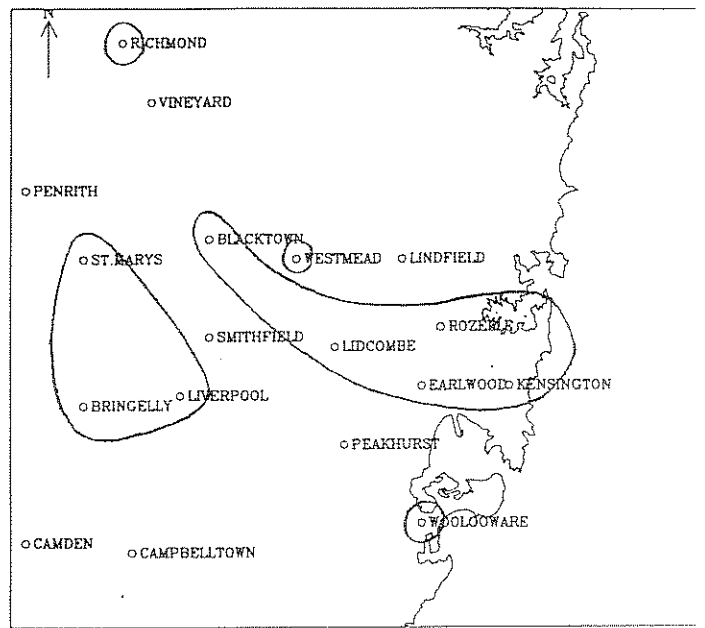 N
RICHMOND
VINEYARD
PENRITH
BLACKTOWN
ST.MARYS
WESTMEAD
LINDFIELD
ROZELLE
SMITHFIELD
LIDCOMBE
EARLWOOD
KENSINGTON
LIVERPOOL
BRINGELLY
PEAKHURST
WOOLOOWARE
CAMDEN
CAMPBELLTOWN